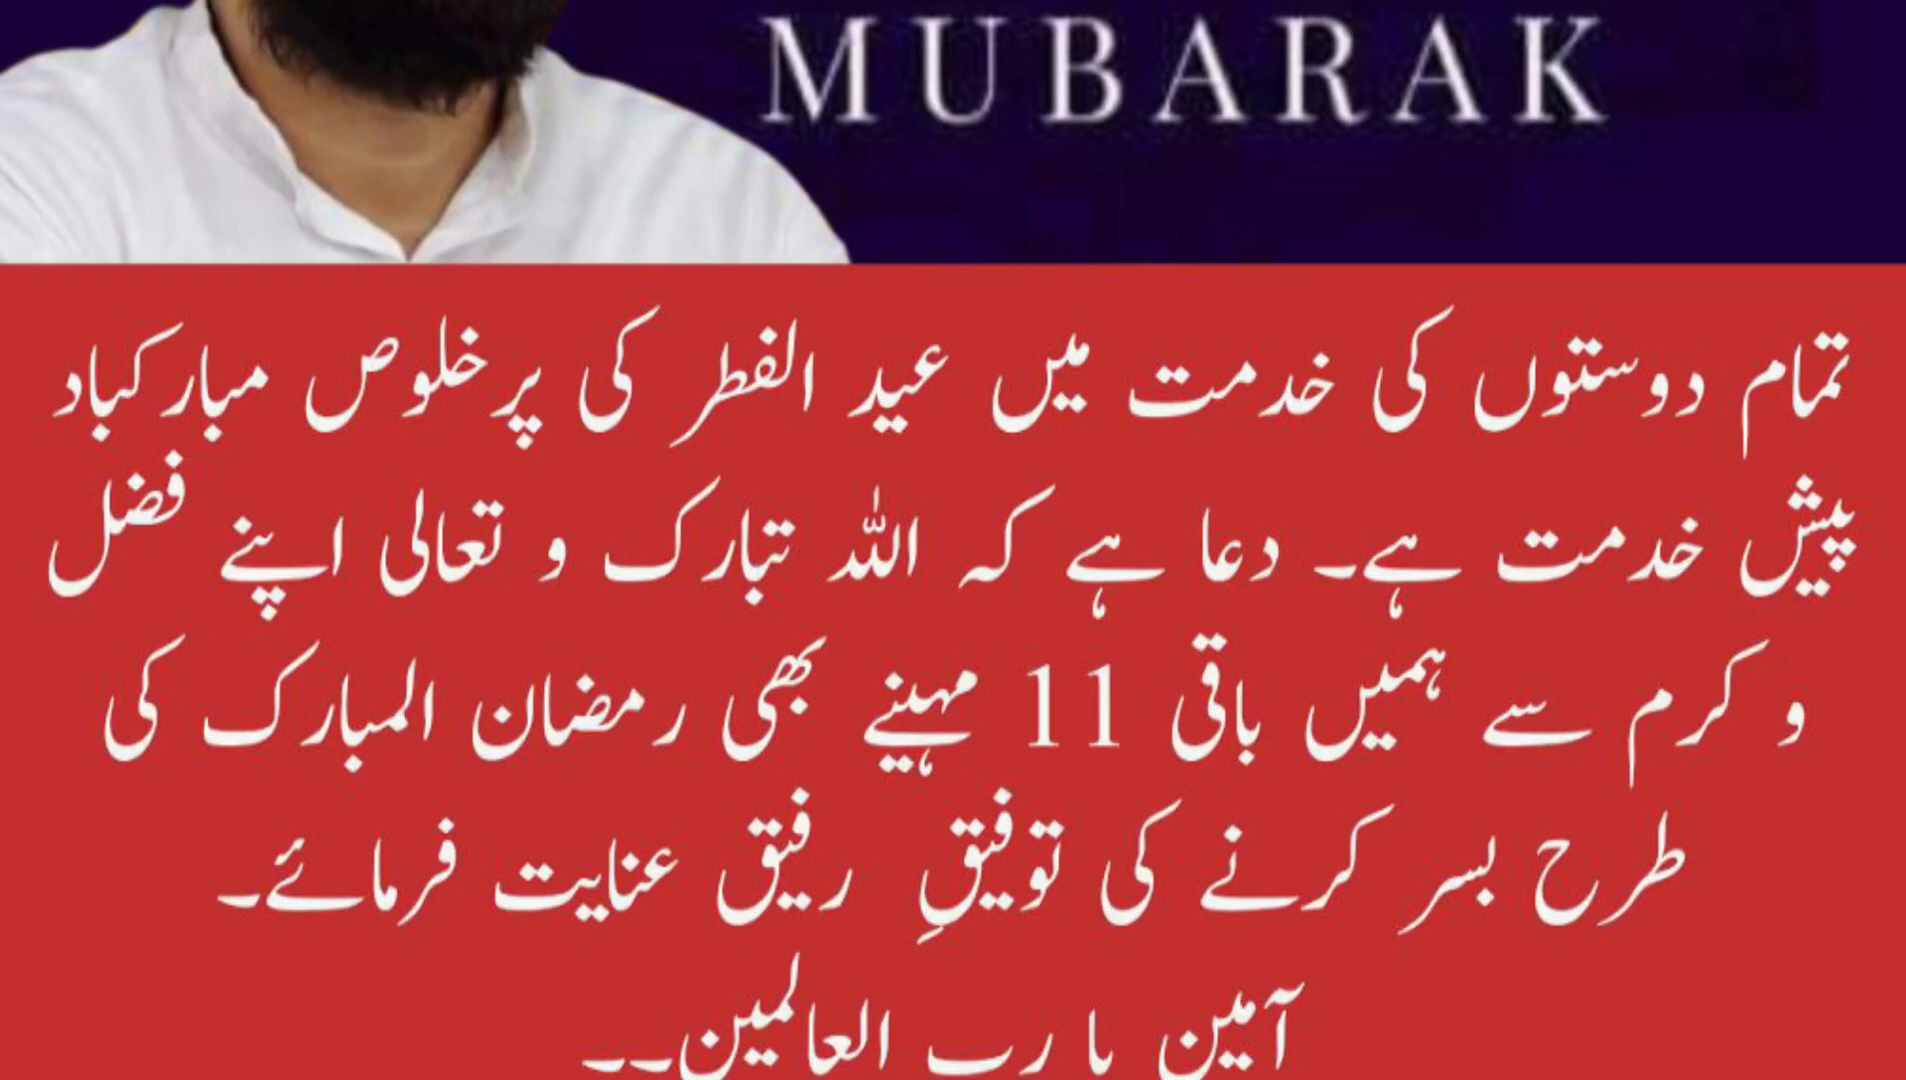 MUBARAK
تمام دوستوں کی خدمت میں عید الفطر کی پرخلوص مبارکباد
پیش خدمت ہے۔ دعا ہے کہ اللہ تبارک و تعالی اپنے فضل
و کرم سے ہمیں باقی 11 مہینے بھی رمضان المبارک کی
طرح بسر کرنے کی توفیقِ رفیق عنایت فرمائے۔
آمین یا رب العالمین۔۔